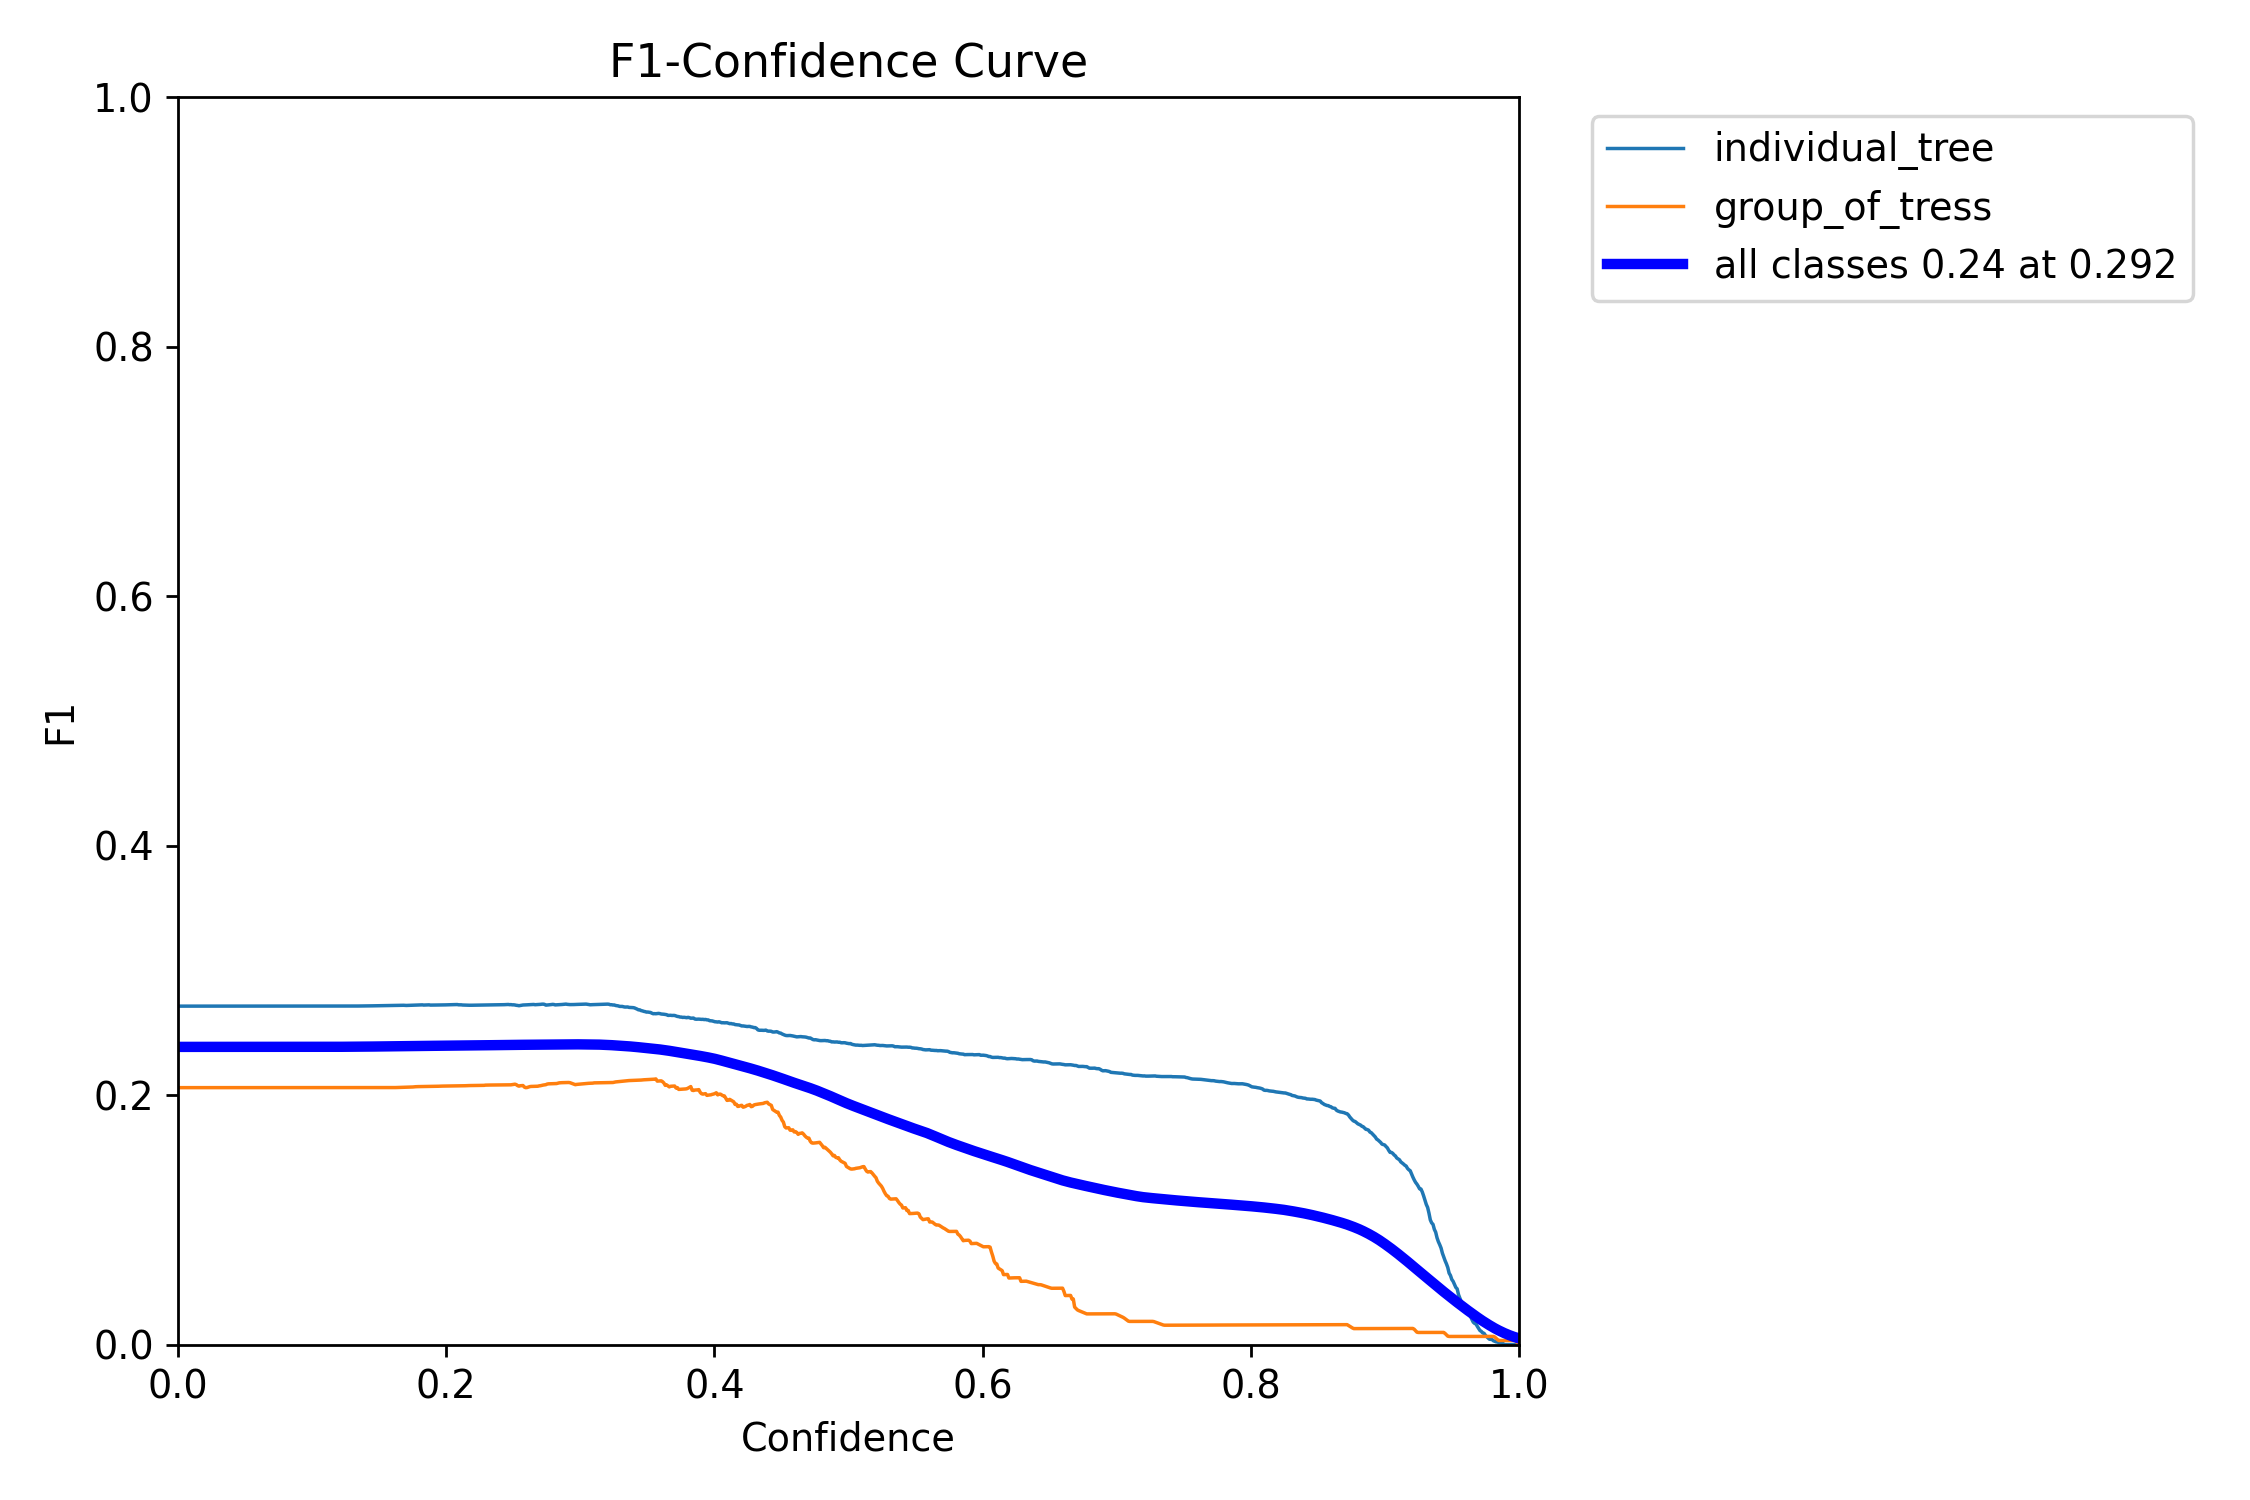 F1-Confidence Curve
individual_tree
group_of_tress
all classes 0.24 at 0.292
1.0
0.8
0.6
0.4
0.2
0.0
F1
0.0 0.2 0.4 0.6 0.8 1.0
Confidence